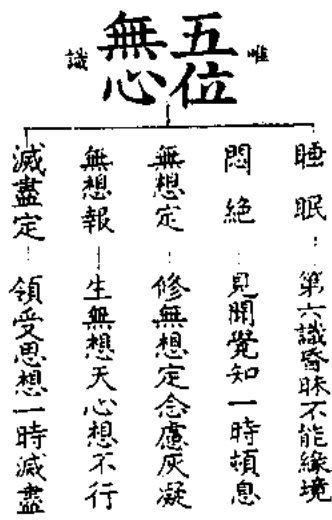 唯識
五位無心
睡眠：第六識昏昧不能緣境
悶絕：見聞覺知一時頓息
無想定：修無想定念慮灰凝
無想報：生無想天心想不行
滅盡定：領受思想一時滅盡